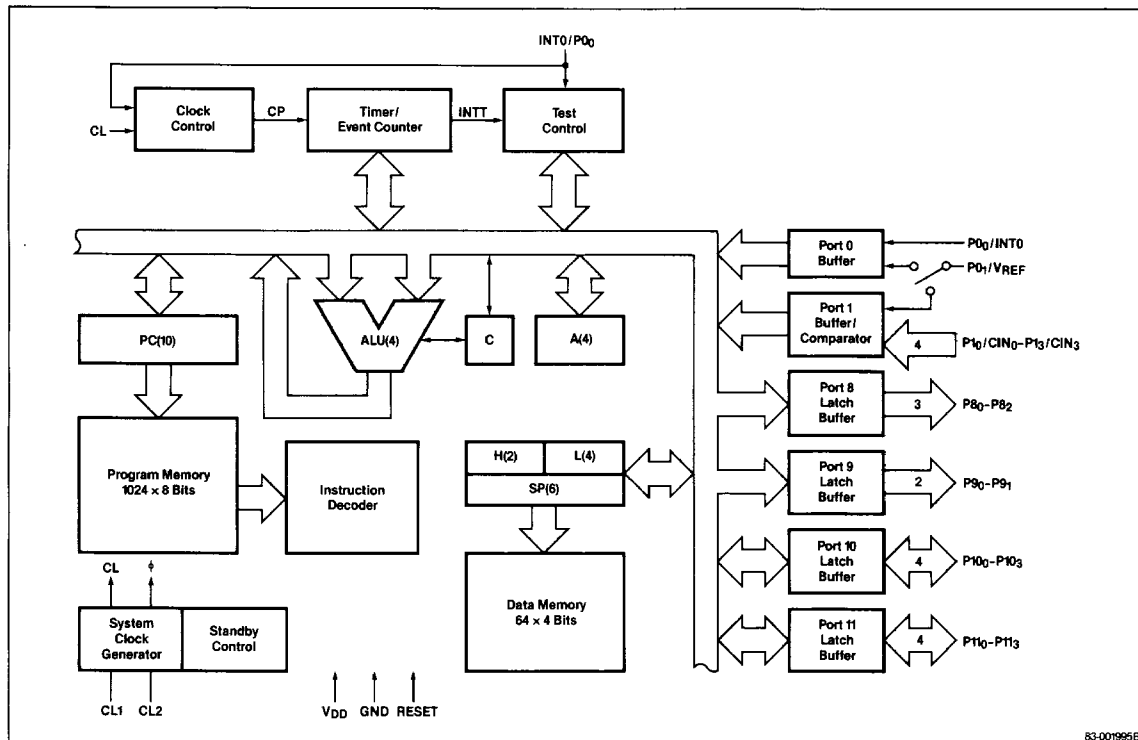 INT0/P0₀
Clock
Control
CP
Timer/
Event Counter
INTT
Test
Control
CL
Port 0
Buffer
P0₀/INT0
P0₁/VREF
Port 1
Buffer/
Comparator
4
P1₀/CIN₀–P1₃/CIN₃
PC(10)
ALU(4)
C
A(4)
Port 8
Latch
Buffer
3
P8₀–P8₂
Program Memory
1024 × 8 Bits
Instruction
Decoder
H(2)
L(4)
SP(6)
Port 9
Latch
Buffer
2
P9₀–P9₁
Port 10
Latch
Buffer
4
P10₀–P10₃
Data Memory
64 × 4 Bits
CL
ϕ
System
Clock
Generator
Standby
Control
Port 11
Latch
Buffer
4
P11₀–P11₃
CL1
CL2
VDD
GND
RESET
83-001995B